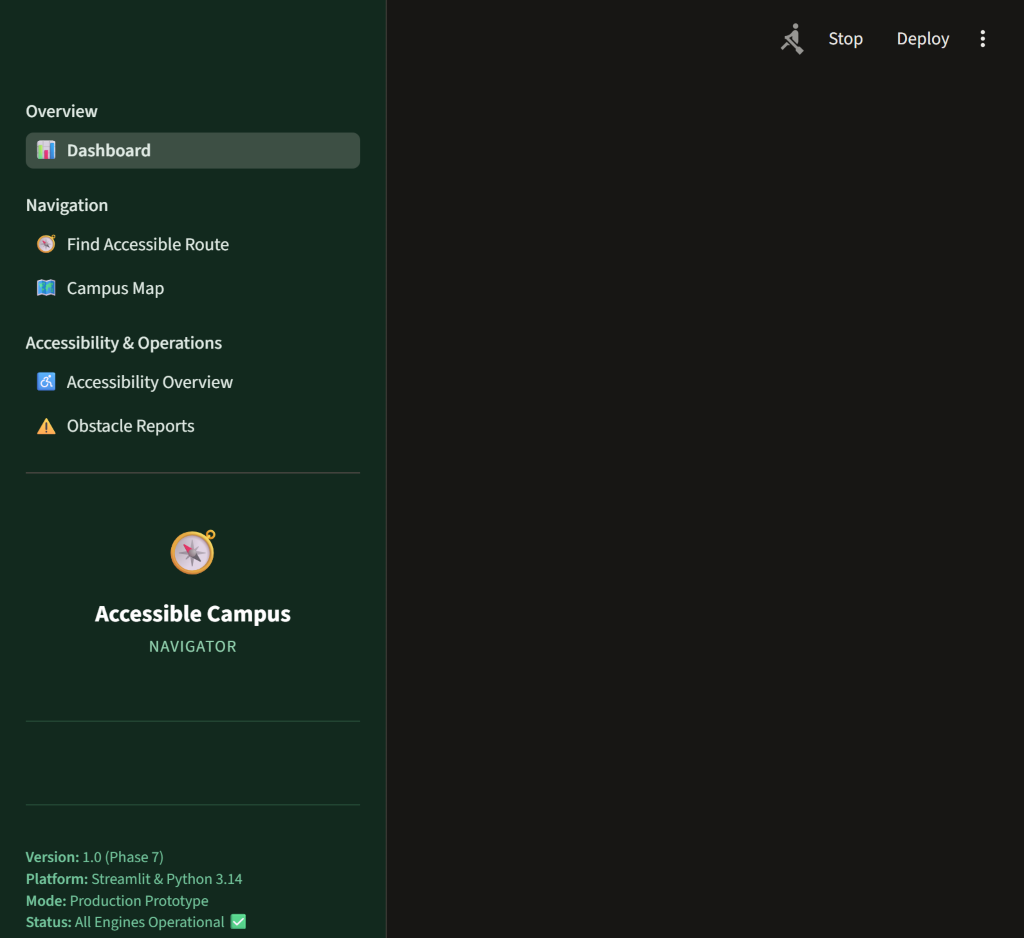 Stop
Deploy
Overview
Dashboard
Navigation
Find Accessible Route
Campus Map
Accessibility & Operations
Accessibility Overview
Obstacle Reports
Accessible Campus
NAVIGATOR
Version: 1.0 (Phase 7)
Platform: Streamlit & Python 3.14
Mode: Production Prototype
Status: All Engines Operational ✅